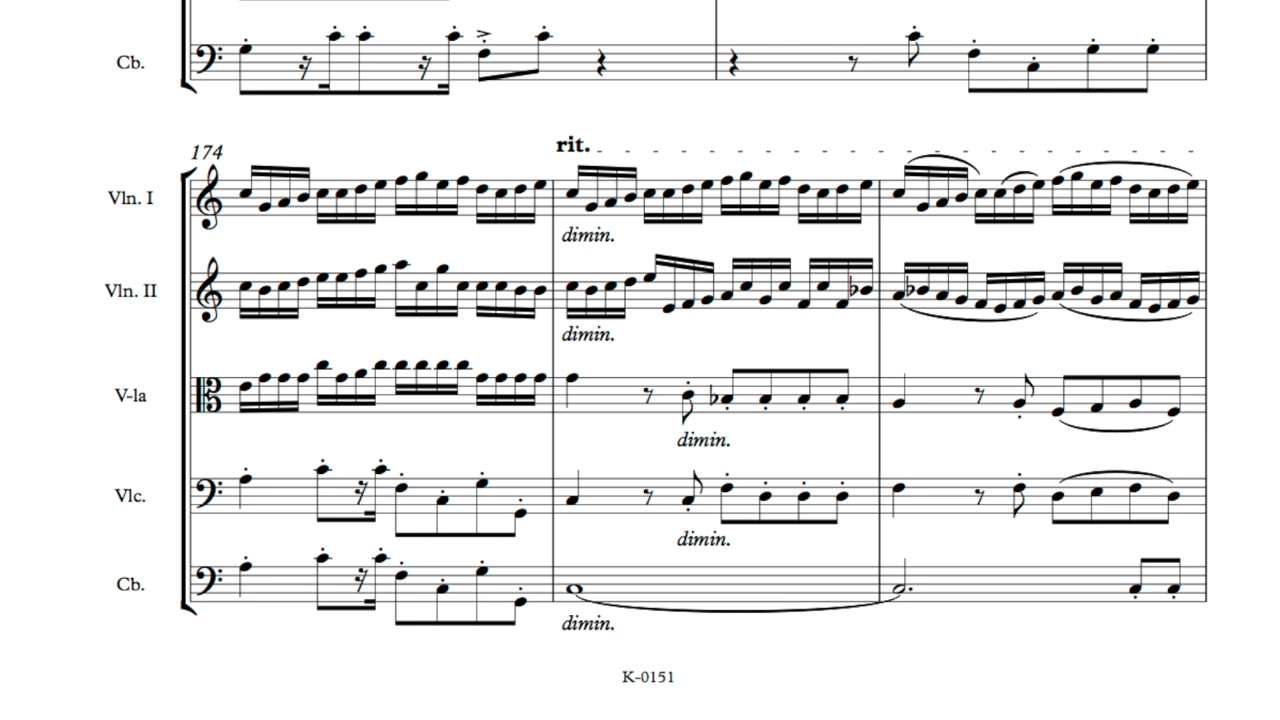 Cb.
174
rit.
Vln. I
dimin.
Vln. II
dimin.
V-la
dimin.
Vlc.
dimin.
Cb.
dimin.
K-0151